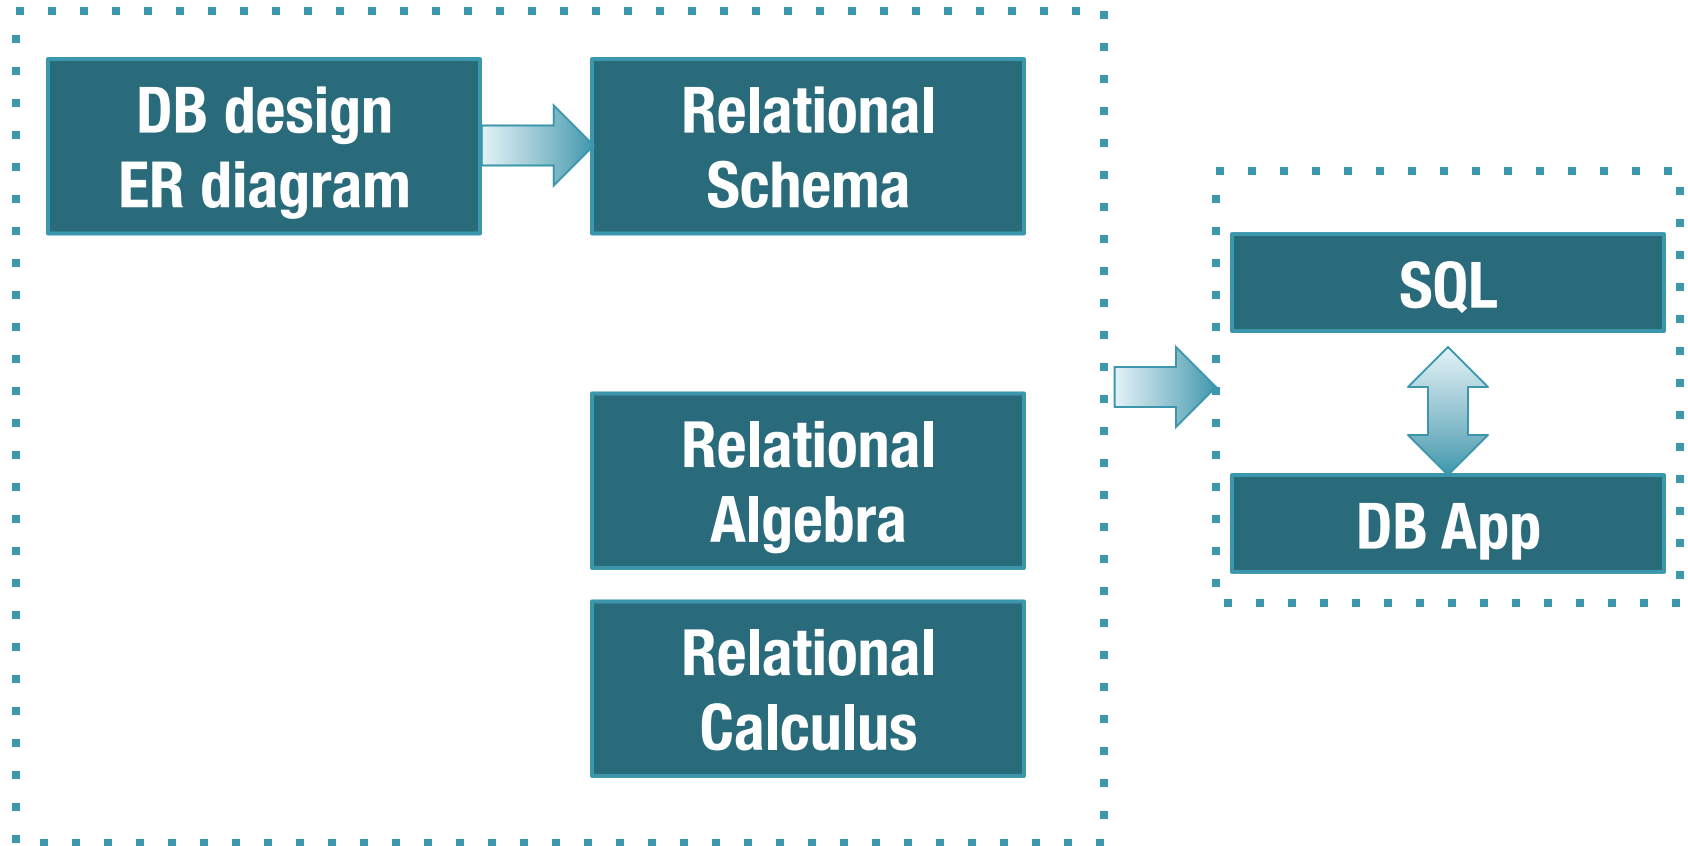 DB design
ER diagram
Relational
Schema
Relational
Algebra
Relational
Calculus
SQL
DB App